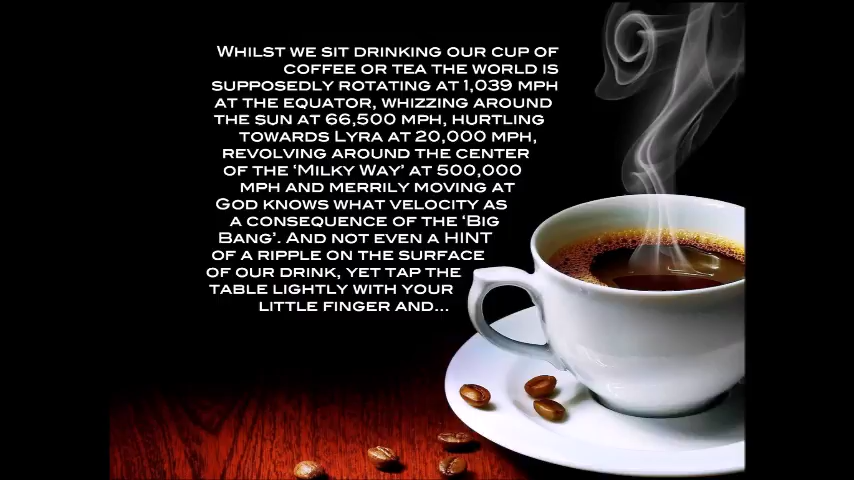 Whilst we sit drinking our cup of
coffee or tea the world is
supposedly rotating at 1,039 mph
at the equator, whizzing around
the sun at 66,500 mph, hurtling
towards Lyra at 20,000 mph,
revolving around the center
of the ‘Milky Way’ at 500,000
mph and merrily moving at
God knows what velocity as
a consequence of the ‘Big
Bang’. And not even a HINT
of a ripple on the surface
of our drink, yet tap the
table lightly with your
little finger and...